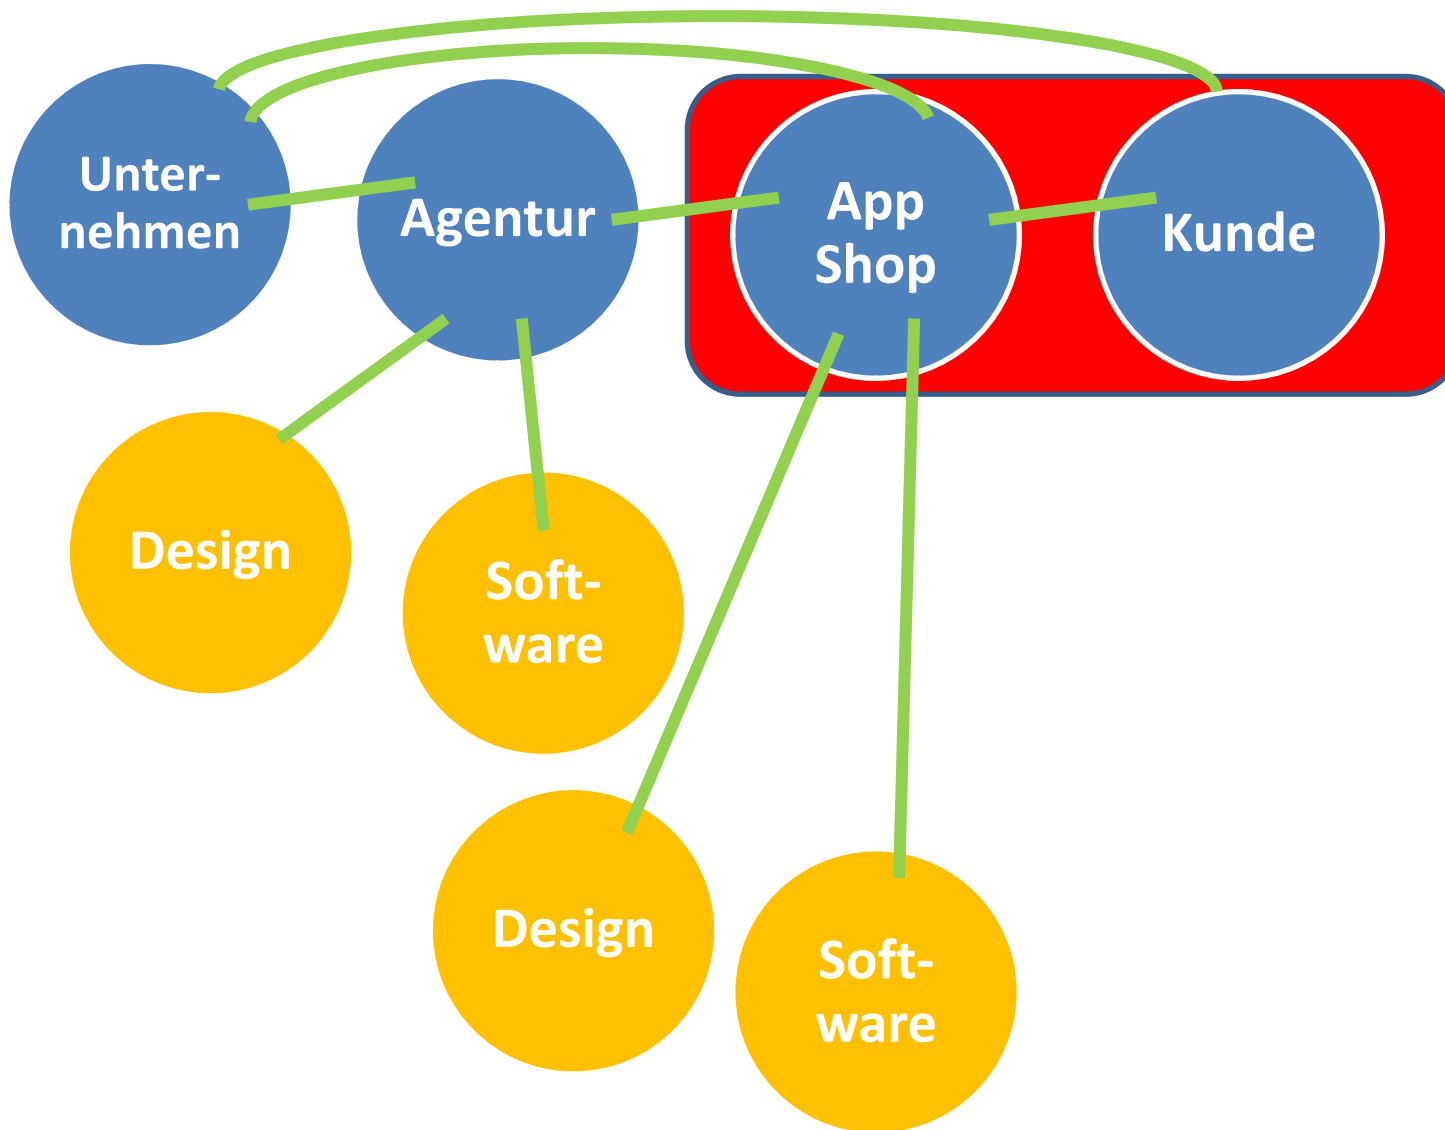 Unter-
nehmen
Agentur
App
Shop
Kunde
Design
Soft-
ware
Design
Soft-
ware